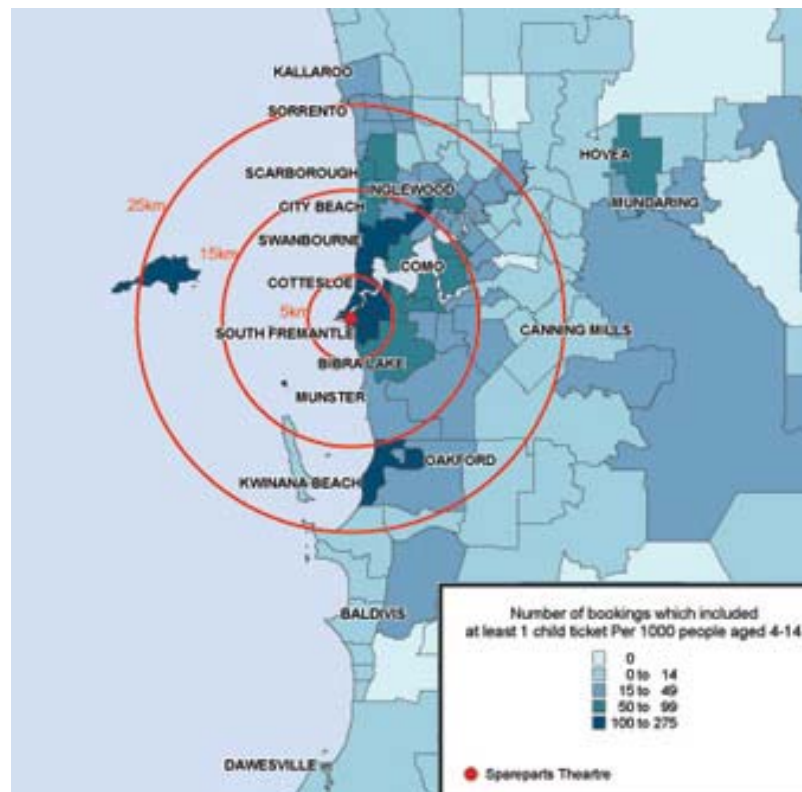 KALLAROO
SORRENTO
HOVEA
SCARBOROUGH
INGLEWOOD
25km
CITY BEACH
MUNDARING
SWANBOURNE
15km
COMO
COTTESLOE
5km
SOUTH FREMANTLE
CANNING MILLS
BIBRA LAKE
MUNSTER
OAKFORD
KWINANA BEACH
BALDIVIS
DAWESVILLE
Number of bookings which included
at least 1 child ticket Per 1000 people aged 4-14
0
0 to 14
15 to 49
50 to 99
100 to 275
Spareparts Theartre